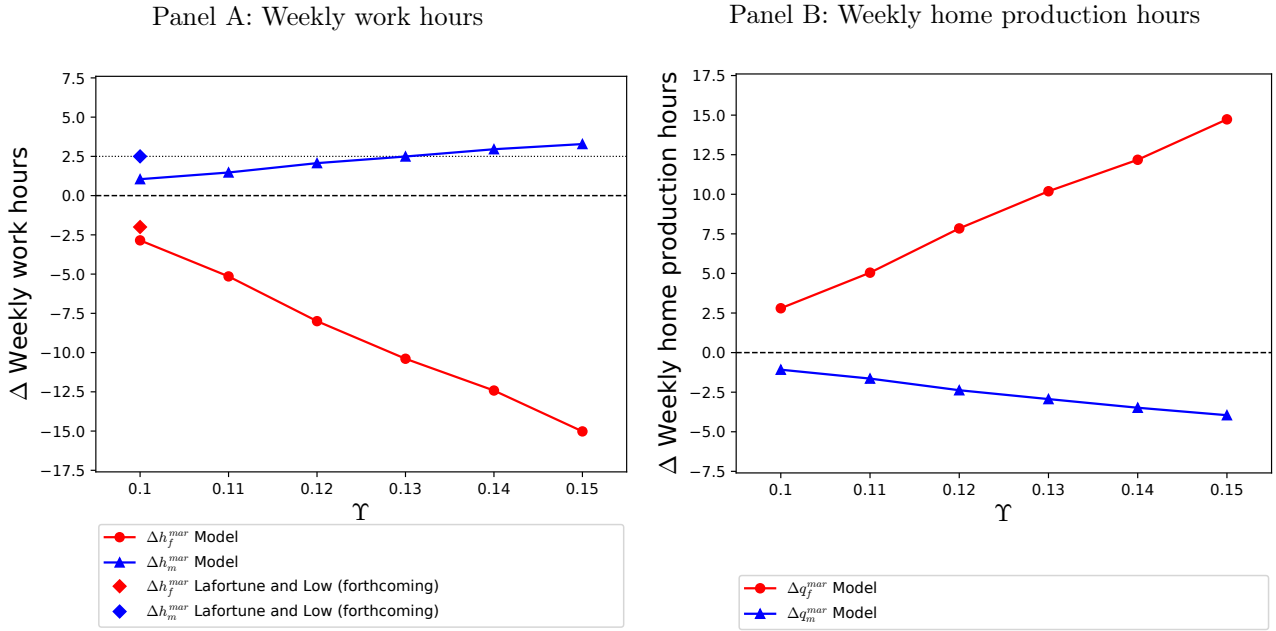 Panel A: Weekly work hours
7.5
5.0
2.5
0.0
−2.5
−5.0
−7.5
−10.0
−12.5
−15.0
−17.5
Δ Weekly work hours
0.1 0.11 0.12 0.13 0.14 0.15
ϒ
Δh_f^{mar} Model
Δh_m^{mar} Model
Δh_f^{mar} Lafortune and Low (forthcoming)
Δh_m^{mar} Lafortune and Low (forthcoming)
Panel B: Weekly home production hours
17.5
15.0
12.5
10.0
7.5
5.0
2.5
0.0
−2.5
−5.0
−7.5
Δ Weekly home production hours
0.1 0.11 0.12 0.13 0.14 0.15
ϒ
Δq_f^{mar} Model
Δq_m^{mar} Model